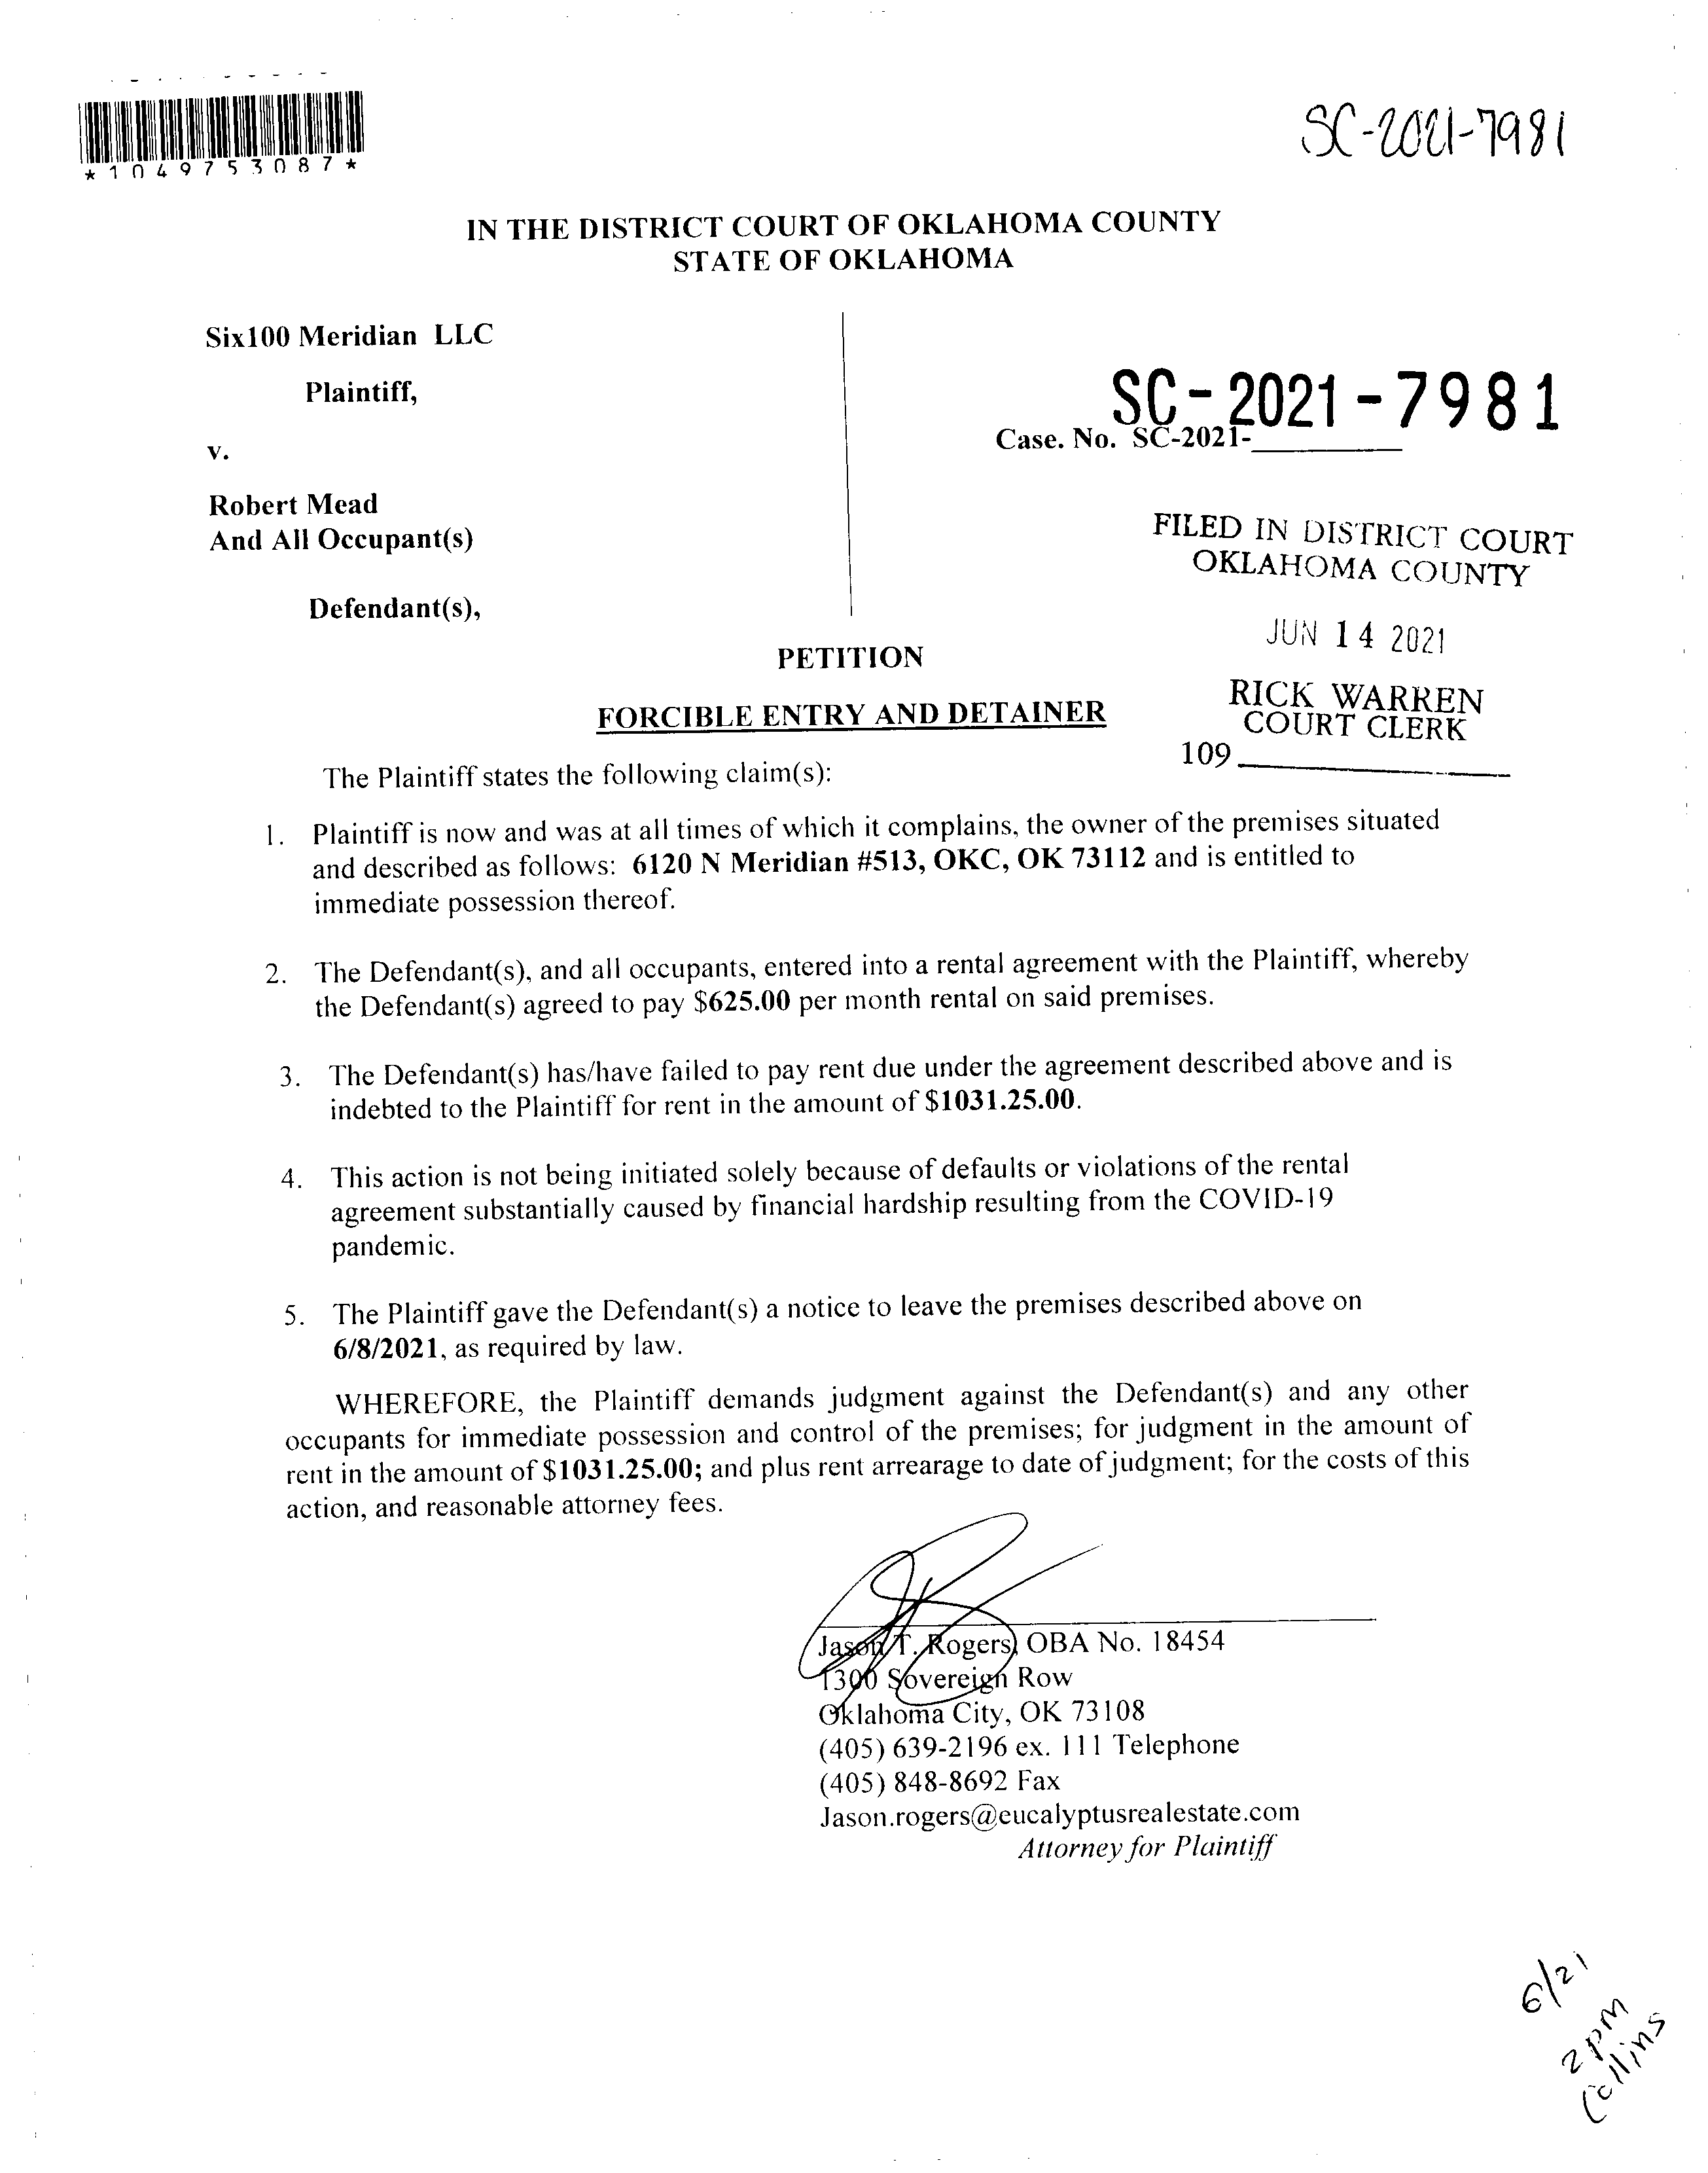 *1049753087*
SC-2021-7981
IN THE DISTRICT COURT OF OKLAHOMA COUNTY
STATE OF OKLAHOMA
Six100 Meridian LLC
Plaintiff,
v.
Robert Mead
And All Occupant(s)
Defendant(s),
SC-2021-7981
Case. No. SC-2021-________
FILED IN DISTRICT COURT
OKLAHOMA COUNTY
JUN 14 2021
RICK WARREN
COURT CLERK
109
PETITION
FORCIBLE ENTRY AND DETAINER
The Plaintiff states the following claim(s):
1. Plaintiff is now and was at all times of which it complains, the owner of the premises situated
and described as follows: 6120 N Meridian #513, OKC, OK 73112 and is entitled to
immediate possession thereof.
2. The Defendant(s), and all occupants, entered into a rental agreement with the Plaintiff, whereby
the Defendant(s) agreed to pay $625.00 per month rental on said premises.
3. The Defendant(s) has/have failed to pay rent due under the agreement described above and is
indebted to the Plaintiff for rent in the amount of $1031.25.00.
4. This action is not being initiated solely because of defaults or violations of the rental
agreement substantially caused by financial hardship resulting from the COVID-19
pandemic.
5. The Plaintiff gave the Defendant(s) a notice to leave the premises described above on
6/8/2021, as required by law.
WHEREFORE, the Plaintiff demands judgment against the Defendant(s) and any other
occupants for immediate possession and control of the premises; for judgment in the amount of
rent in the amount of $1031.25.00; and plus rent arrearage to date of judgment; for the costs of this
action, and reasonable attorney fees.
Jason T. Rogers, OBA No. 18454
1300 Sovereign Row
Oklahoma City, OK 73108
(405) 639-2196 ex. 111 Telephone
(405) 848-8692 Fax
Jason.rogers@eucalyptusrealestate.com
Attorney for Plaintiff
6/21
2pm
Collins